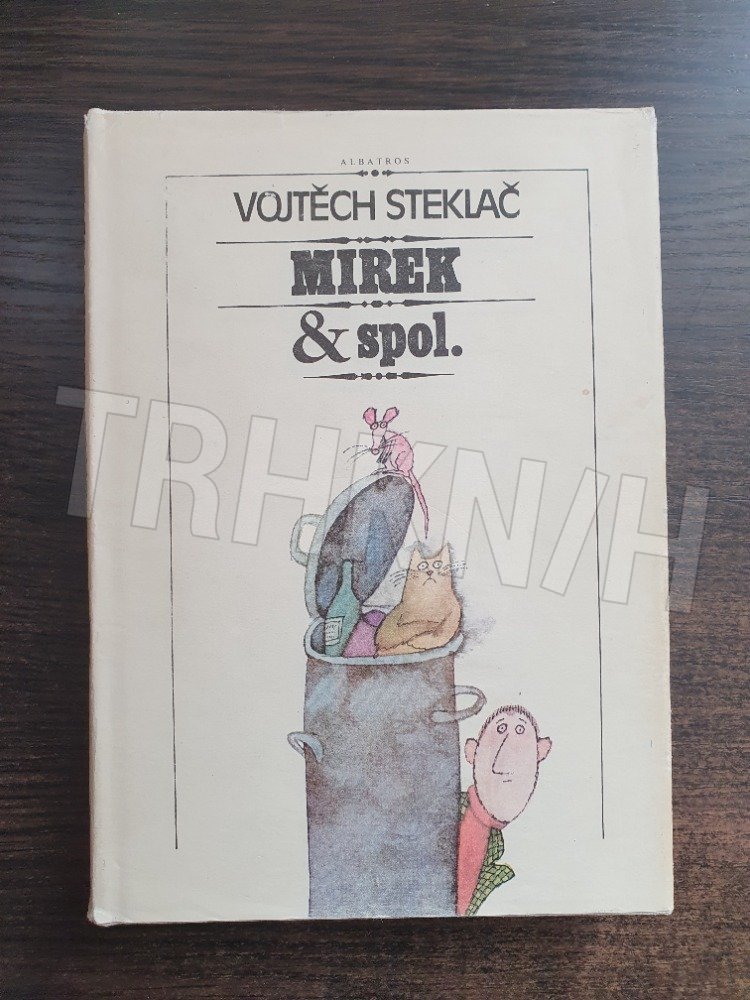 ALBATROS
VOJTĚCH STEKLAČ
MIREK
& spol.
TRHKNIH